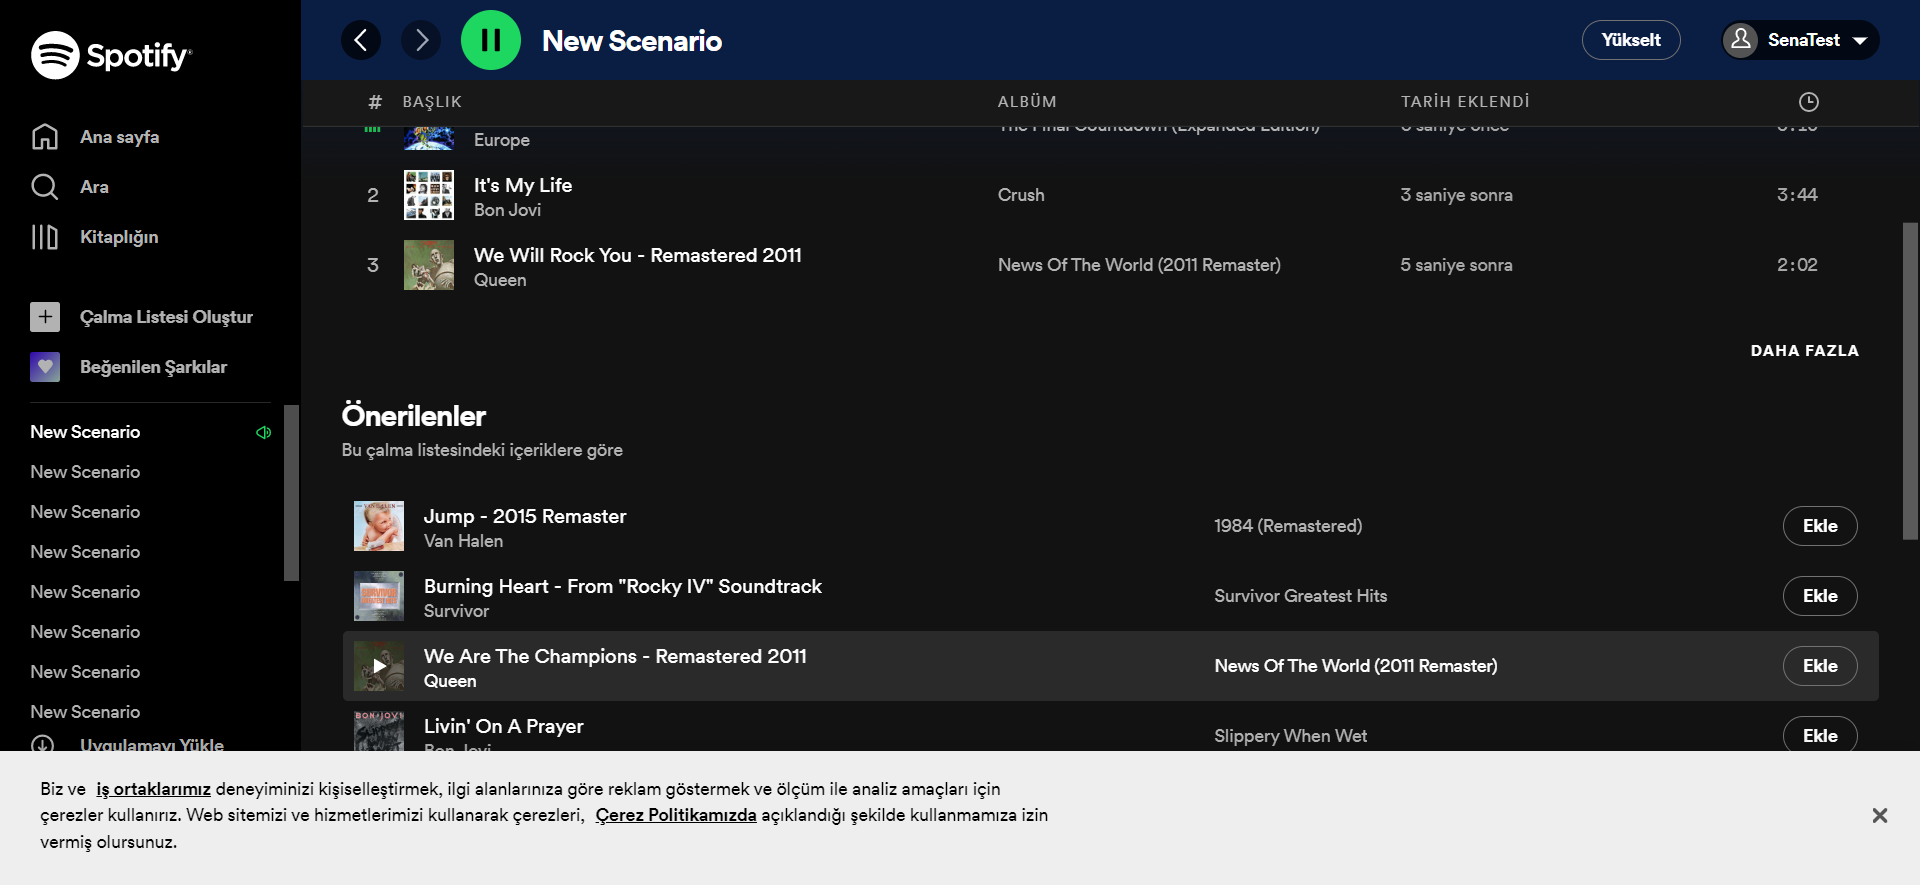 Spotify
New Scenario
Yükselt
SenaTest
Ana sayfa
Ara
Kitaplığın
Çalma Listesi Oluştur
Beğenilen Şarkılar
New Scenario
New Scenario
New Scenario
New Scenario
New Scenario
New Scenario
New Scenario
New Scenario
Uygulamayı Yükle
# BAŞLIK ALBÜM TARİH EKLENDİ
The Final Countdown (Expanded Edition)
Europe
2 It's My Life Crush 3 saniye sonra 3:44
Bon Jovi
3 We Will Rock You - Remastered 2011 News Of The World (2011 Remaster) 5 saniye sonra 2:02
Queen
DAHA FAZLA
Önerilenler
Bu çalma listesindeki içeriklere göre
Jump - 2015 Remaster 1984 (Remastered) Ekle
Van Halen
Burning Heart - From "Rocky IV" Soundtrack Survivor Greatest Hits Ekle
Survivor
We Are The Champions - Remastered 2011 News Of The World (2011 Remaster) Ekle
Queen
Livin' On A Prayer Slippery When Wet Ekle
Bon Jovi
Biz ve iş ortaklarımız deneyiminizi kişiselleştirmek, ilgi alanlarınıza göre reklam göstermek ve ölçüm ile analiz amaçları için
çerezler kullanırız. Web sitemizi ve hizmetlerimizi kullanarak çerezleri, Çerez Politikamızda açıklandığı şekilde kullanmamıza izin
vermiş olursunuz.